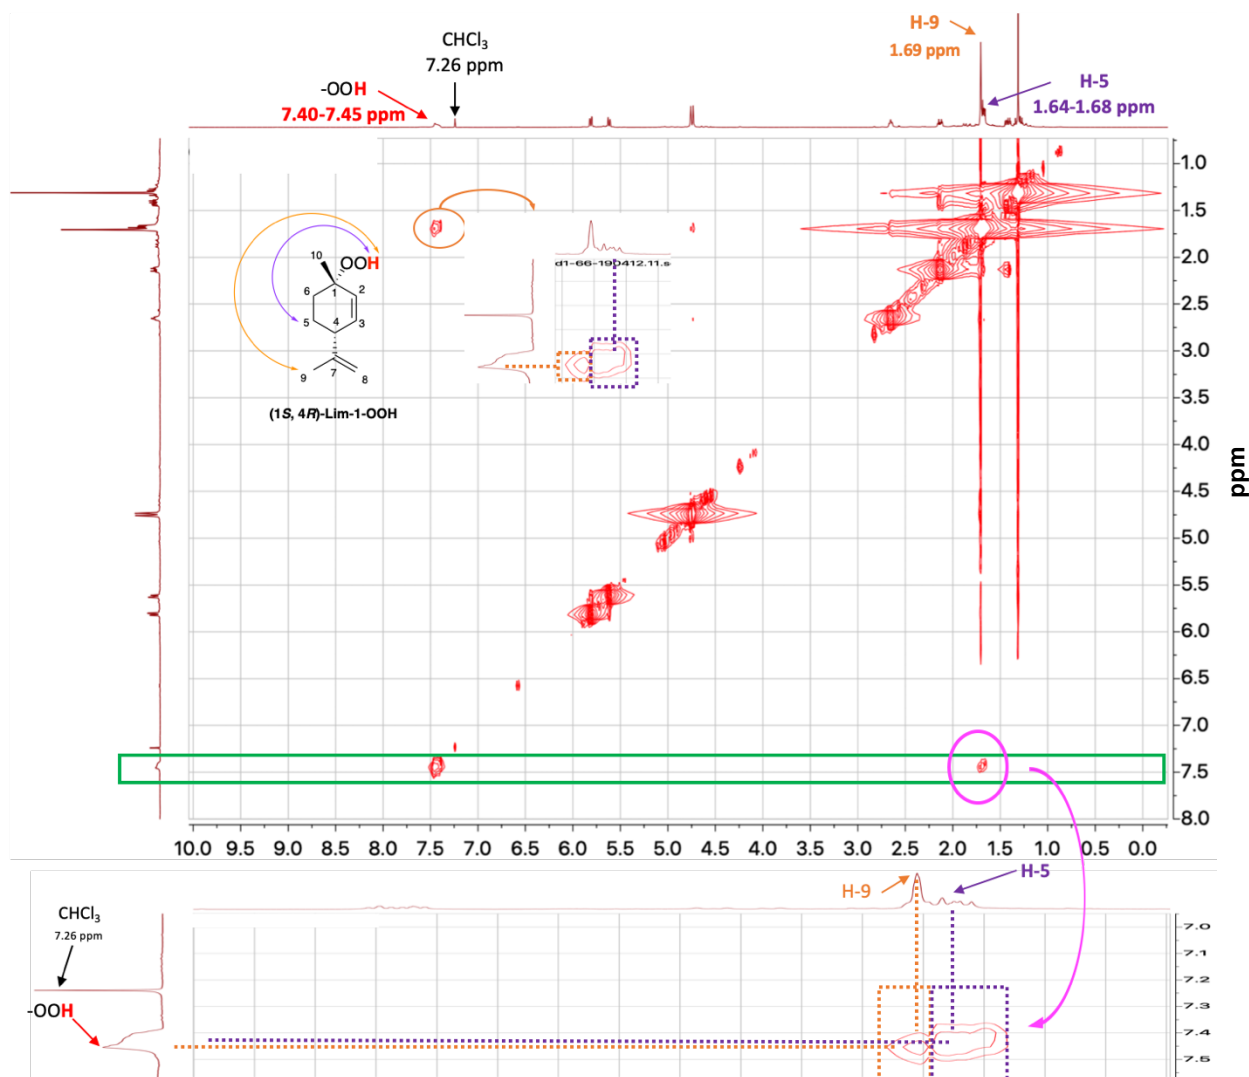 H-9
1.69 ppm
CHCl3
7.26 ppm
-OOH
7.40-7.45 ppm
H-5
1.64-1.68 ppm
1.0
1.5
2.0
2.5
3.0
3.5
4.0
4.5
5.0
5.5
6.0
6.5
7.0
7.5
8.0
ppm
d1-66-190412.11.s
10
OOH
1
6
2
5
4
3
7
9
8
(1S, 4R)-Lim-1-OOH
10.0 9.5 9.0 8.5 8.0 7.5 7.0 6.5 6.0 5.5 5.0 4.5 4.0 3.5 3.0 2.5 2.0 1.5 1.0 0.5 0.0
H-9
H-5
CHCl3
7.26 ppm
-OOH
7.0
7.1
7.2
7.3
7.4
7.5